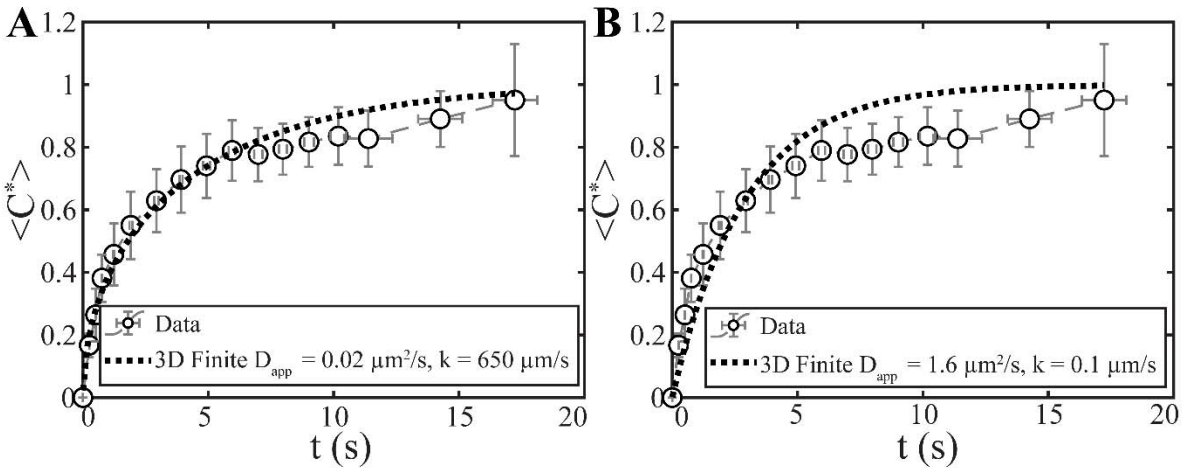 A
1.2
1
0.8
0.6
0.4
0.2
0
<C*>
Data
3D Finite D_app = 0.02 µm²/s, k = 650 µm/s
0 5 10 15 20
t (s)
B
1.2
1
0.8
0.6
0.4
0.2
0
<C*>
Data
3D Finite D_app = 1.6 µm²/s, k = 0.1 µm/s
0 5 10 15 20
t (s)